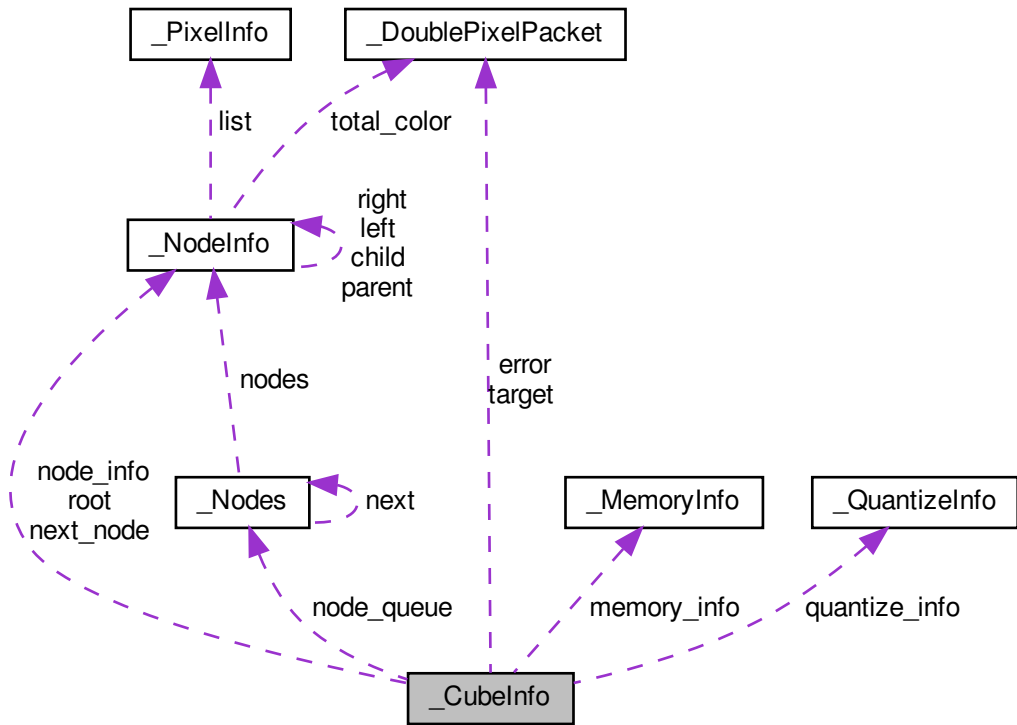 _PixelInfo
_DoublePixelPacket
list
total_color
right
left
child
parent
_NodeInfo
error
target
nodes
node_info
root
next_node
_Nodes
next
_MemoryInfo
_QuantizeInfo
node_queue
memory_info
quantize_info
_CubeInfo